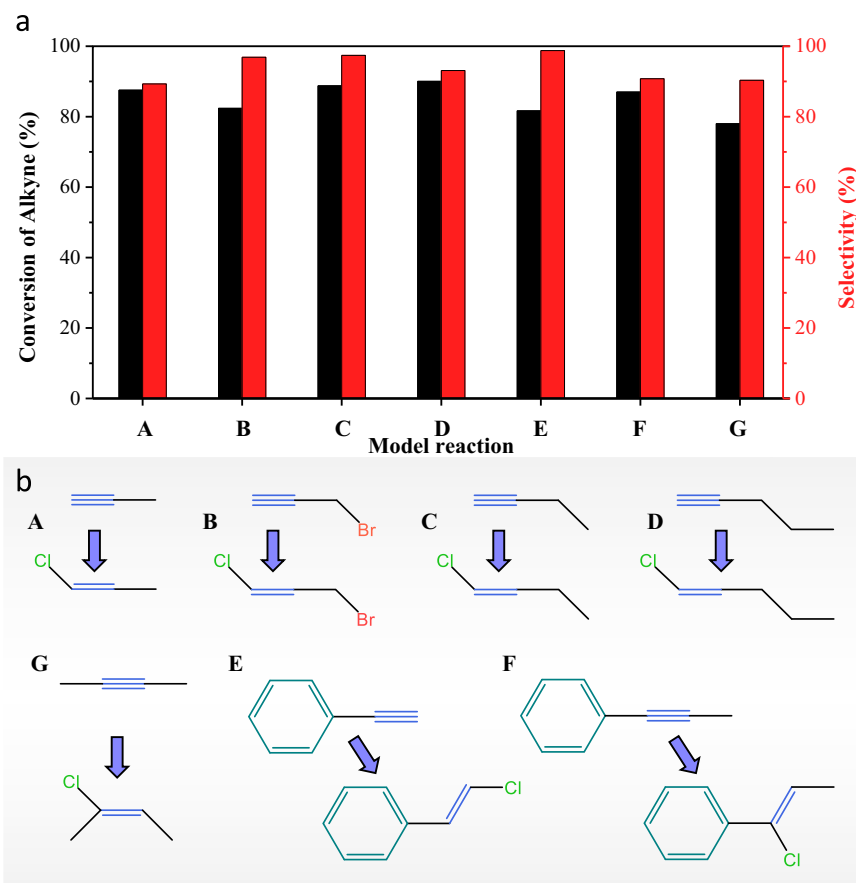 a
100
100
80
80
60
60
40
40
20
20
0
0
Conversion of Alkyne (%)
Selectivity (%)
A B C D E F G
Model reaction
b
A
Cl
B
Br
Cl
Br
C
Cl
D
Cl
G
Cl
E
Cl
F
Cl